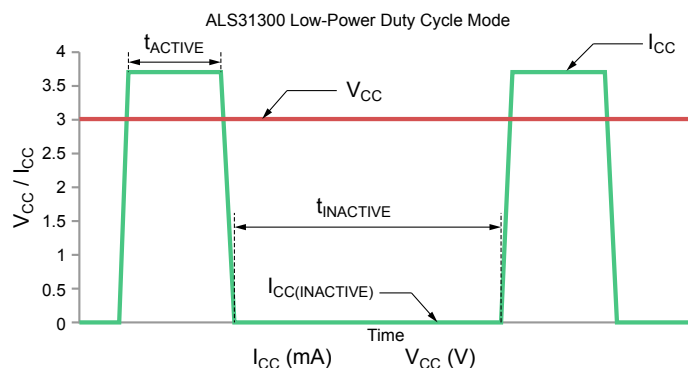 ALS31300 Low-Power Duty Cycle Mode
tACTIVE
ICC
VCC
4
3.5
3
2.5
2
1.5
1
0.5
0
VCC / ICC
tINACTIVE
ICC(INACTIVE)
Time
ICC (mA) VCC (V)